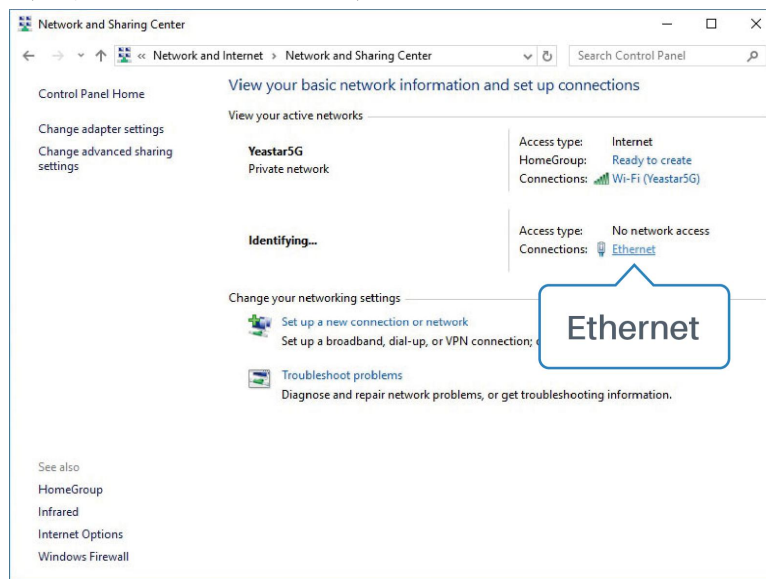 Network and Sharing Center
« Network and Internet > Network and Sharing Center
Search Control Panel
Control Panel Home
Change adapter settings
Change advanced sharing
settings
View your basic network information and set up connections
View your active networks
Yeastar5G
Private network
Access type: Internet
HomeGroup: Ready to create
Connections: Wi-Fi (Yeastar5G)
Identifying...
Access type: No network access
Connections: Ethernet
Ethernet
Change your networking settings
Set up a new connection or network
Set up a broadband, dial-up, or VPN connection;
Troubleshoot problems
Diagnose and repair network problems, or get troubleshooting information.
See also
HomeGroup
Infrared
Internet Options
Windows Firewall